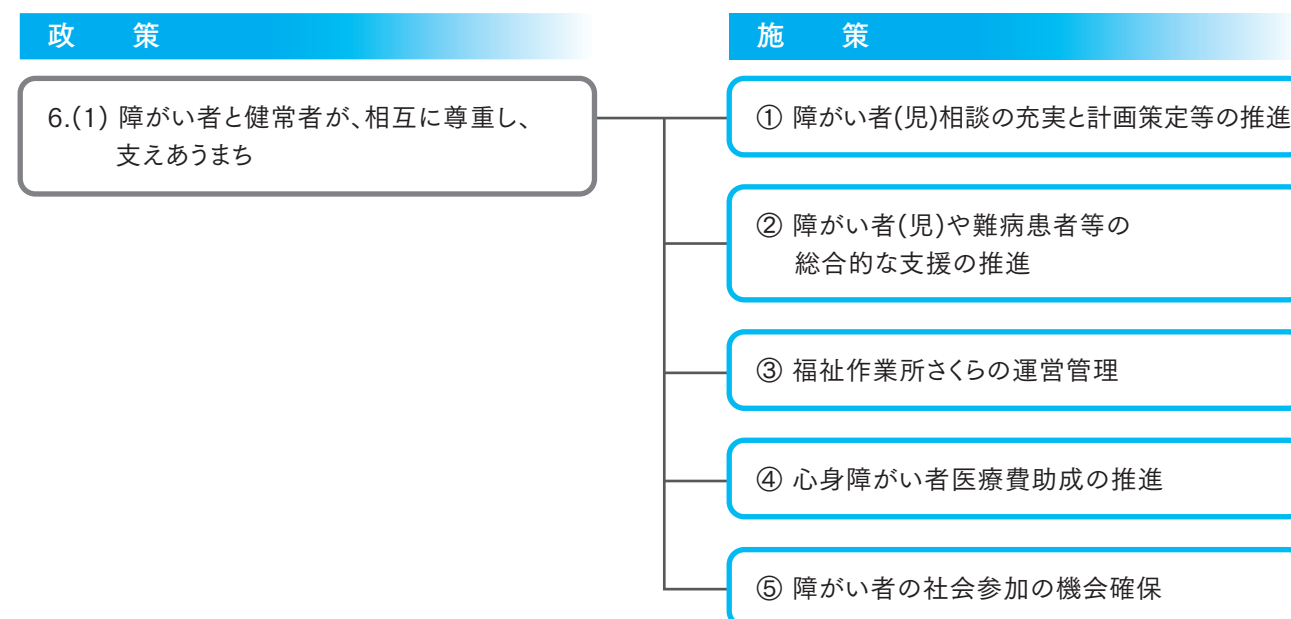 政　策
施　策
6.(1) 障がい者と健常者が、相互に尊重し、
支えあうまち
① 障がい者(児)相談の充実と計画策定等の推進
② 障がい者(児)や難病患者等の
総合的な支援の推進
③ 福祉作業所さくらの運営管理
④ 心身障がい者医療費助成の推進
⑤ 障がい者の社会参加の機会確保